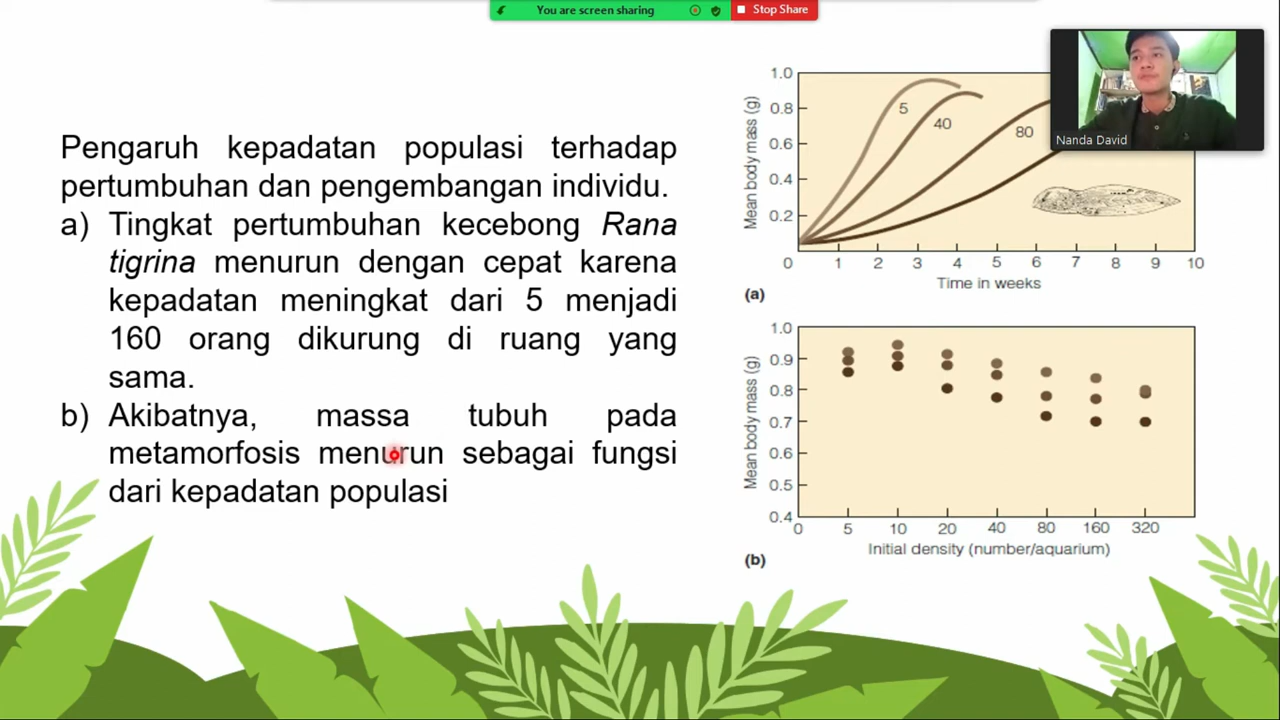 You are screen sharing
Stop Share
Nanda David
Pengaruh kepadatan populasi terhadap
pertumbuhan dan pengembangan individu.
a) Tingkat pertumbuhan kecebong Rana
tigrina menurun dengan cepat karena
kepadatan meningkat dari 5 menjadi
160 orang dikurung di ruang yang
sama.
b) Akibatnya, massa tubuh pada
metamorfosis menurun sebagai fungsi
dari kepadatan populasi
Mean body mass (g)
1.0
0.8
0.6
0.4
0.2
5
40
80
0 1 2 3 4 5 6 7 8 9 10
Time in weeks
(a)
Mean body mass (g)
1.0
0.9
0.8
0.7
0.6
0.5
0.4
0 5 10 20 40 80 160 320
Initial density (number/aquarium)
(b)